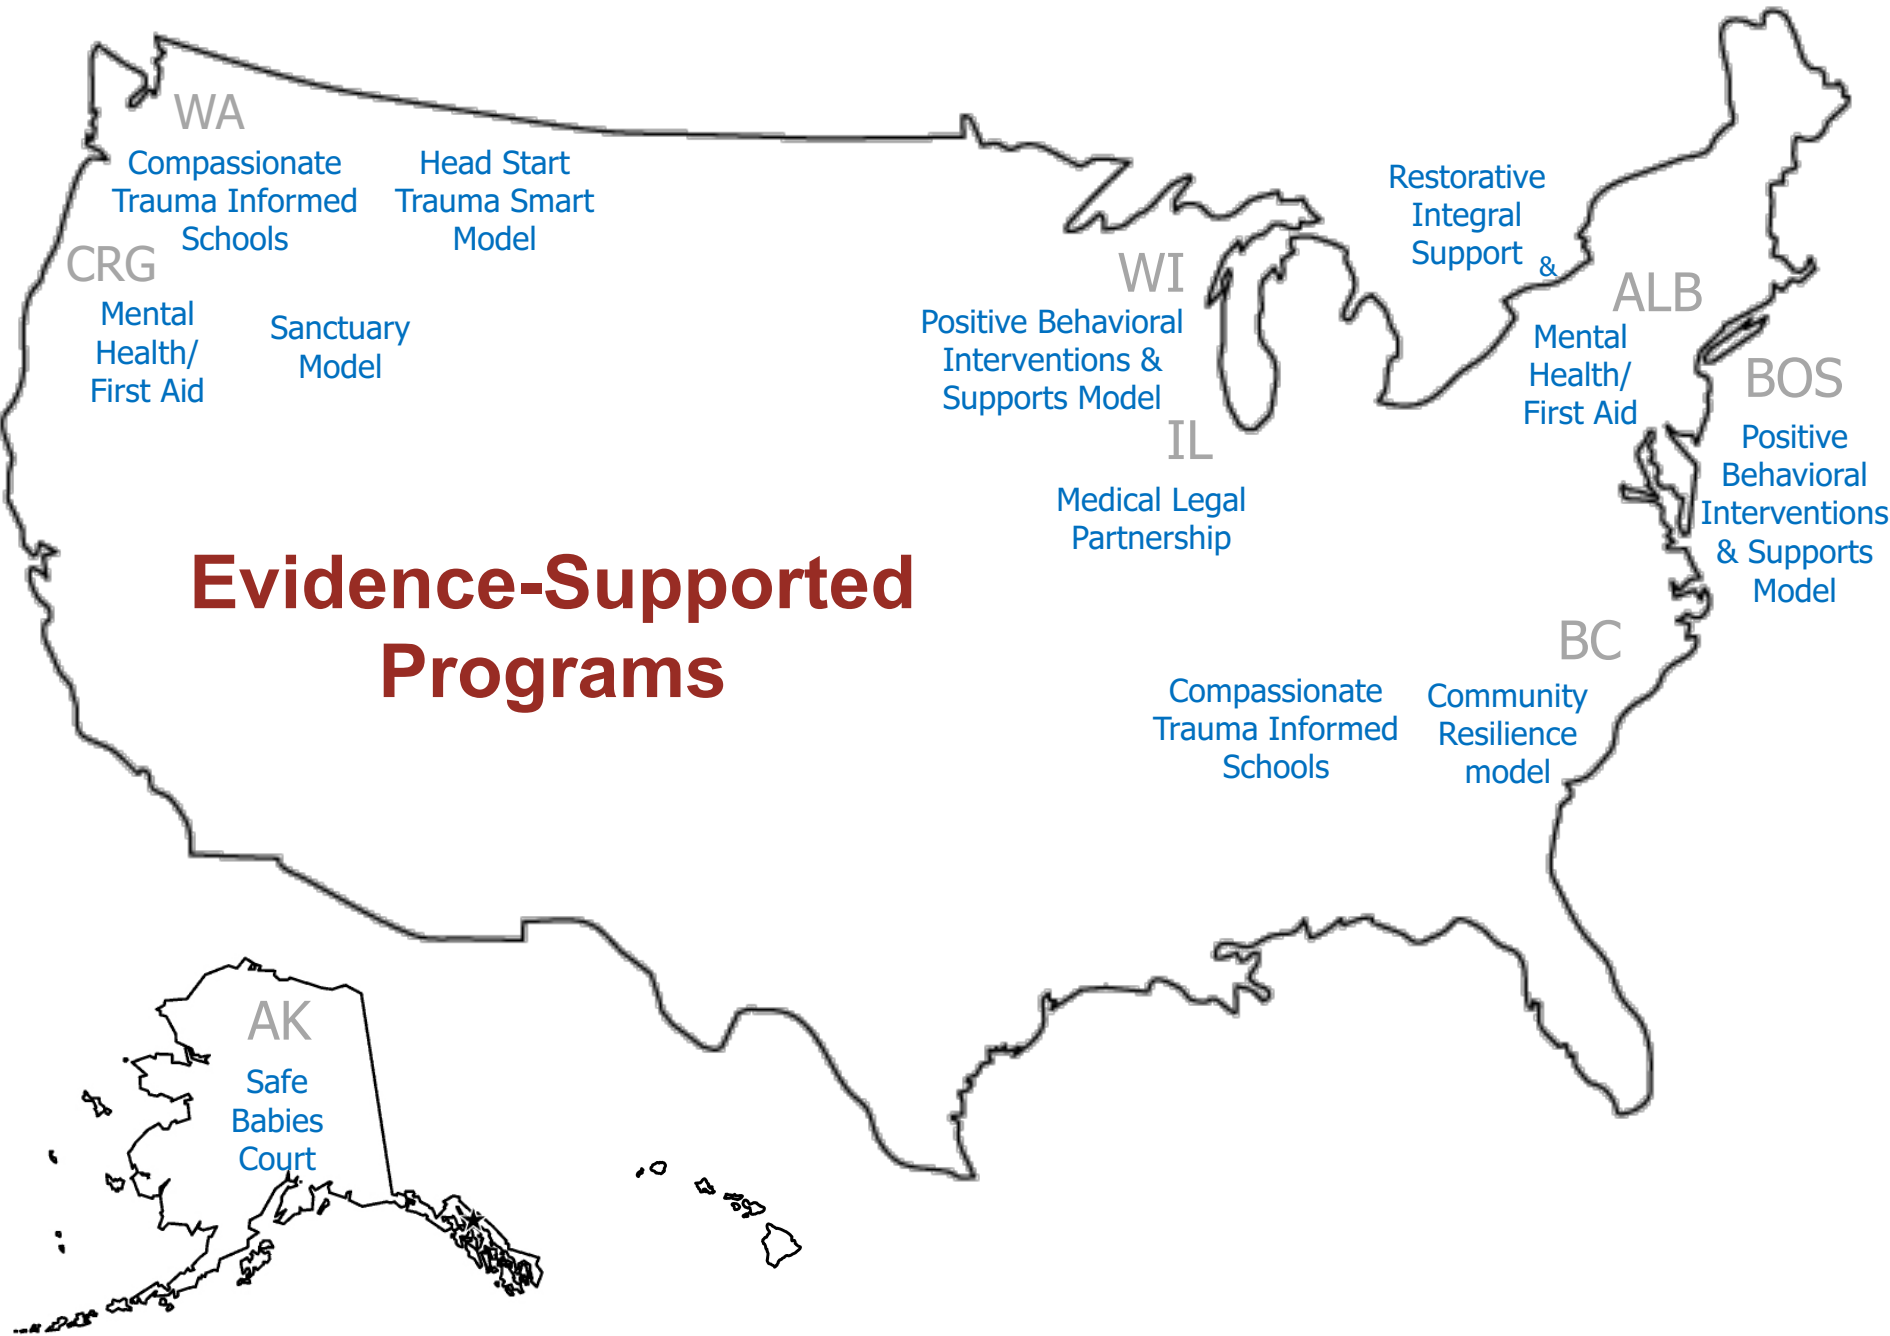 WA
Compassionate
Trauma Informed
Schools
Head Start
Trauma Smart
Model
CRG
Mental
Health/
First Aid
Sanctuary
Model
WI
Positive Behavioral
Interventions &
Supports Model
IL
Medical Legal
Partnership
Restorative
Integral
Support &
ALB
Mental
Health/
First Aid
BOS
Positive
Behavioral
Interventions
& Supports
Model
Evidence-Supported
Programs
BC
Compassionate
Trauma Informed
Schools
Community
Resilience
model
AK
Safe
Babies
Court